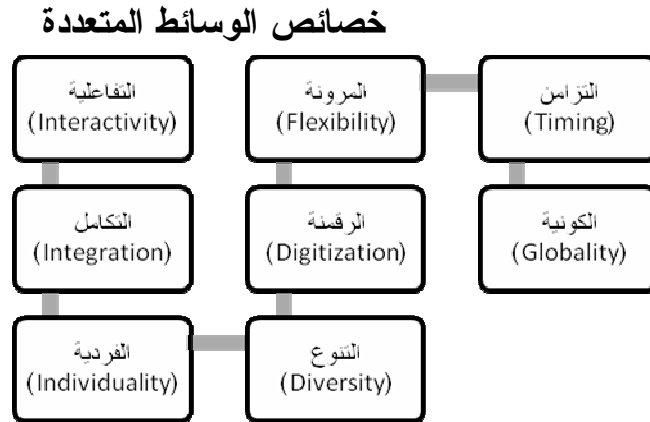 خصائص الوسائط المتعددة
التفاعلية
(Interactivity)
التكامل
(Integration)
الفردية
(Individuality)
التنوع
(Diversity)
الرقمنة
(Digitization)
المرونة
(Flexibility)
التزامن
(Timing)
الكونية
(Globality)